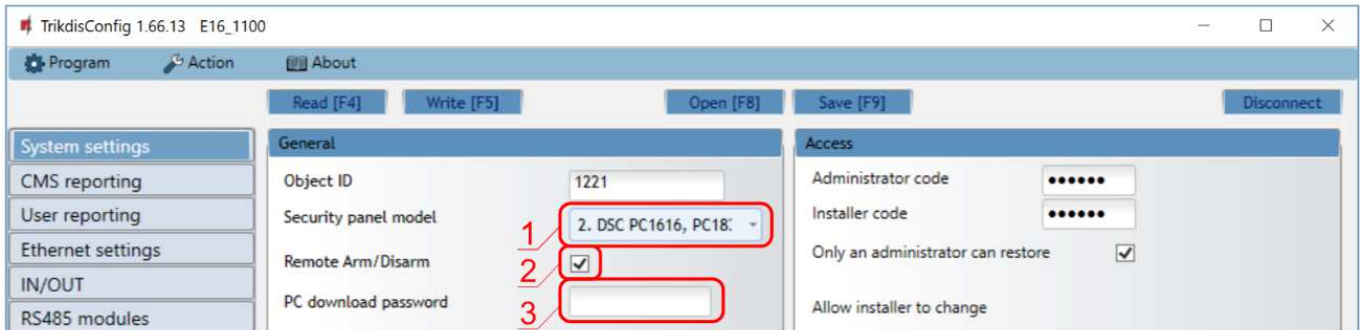 TrikdisConfig 1.66.13 E16_1100
Program Action About
Read [F4] Write [F5] Open [F8] Save [F9] Disconnect
System settings
CMS reporting
User reporting
Ethernet settings
IN/OUT
RS485 modules
General
Object ID 1221
Security panel model 1 2. DSC PC1616, PC18
Remote Arm/Disarm 2
PC download password 3
Access
Administrator code ••••••
Installer code ••••••
Only an administrator can restore
Allow installer to change